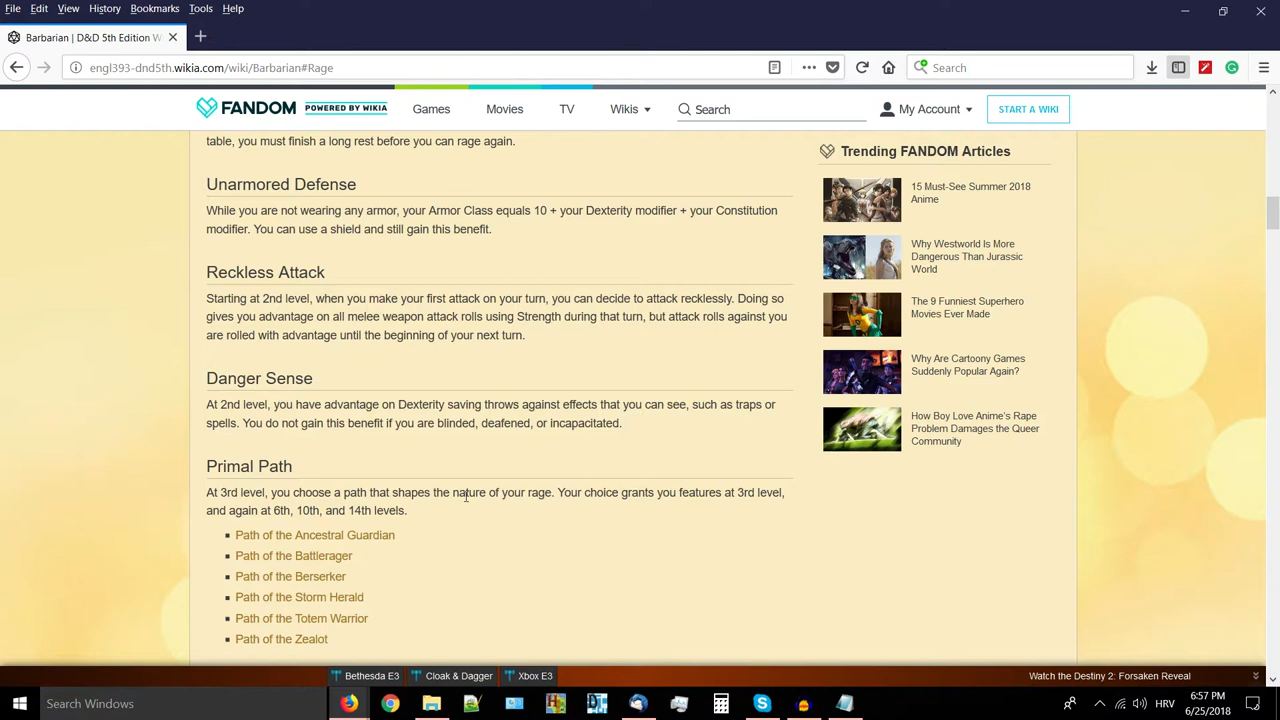 File Edit View History Bookmarks Tools Help
Barbarian | D&D 5th Edition W
engl393-dnd5th.wikia.com/wiki/Barbarian#Rage
Search
FANDOM POWERED BY WIKIA Games Movies TV Wikis Search My Account START A WIKI
table, you must finish a long rest before you can rage again.
Unarmored Defense
While you are not wearing any armor, your Armor Class equals 10 + your Dexterity modifier + your Constitution
modifier. You can use a shield and still gain this benefit.
Reckless Attack
Starting at 2nd level, when you make your first attack on your turn, you can decide to attack recklessly. Doing so
gives you advantage on all melee weapon attack rolls using Strength during that turn, but attack rolls against you
are rolled with advantage until the beginning of your next turn.
Danger Sense
At 2nd level, you have advantage on Dexterity saving throws against effects that you can see, such as traps or
spells. You do not gain this benefit if you are blinded, deafened, or incapacitated.
Primal Path
At 3rd level, you choose a path that shapes the nature of your rage. Your choice grants you features at 3rd level,
and again at 6th, 10th, and 14th levels.
Path of the Ancestral Guardian
Path of the Battlerager
Path of the Berserker
Path of the Storm Herald
Path of the Totem Warrior
Path of the Zealot
Trending FANDOM Articles
15 Must-See Summer 2018
Anime
Why Westworld Is More
Dangerous Than Jurassic
World
The 9 Funniest Superhero
Movies Ever Made
Why Are Cartoony Games
Suddenly Popular Again?
How Boy Love Anime's Rape
Problem Damages the Queer
Community
Bethesda E3 Cloak & Dagger Xbox E3 Watch the Destiny 2: Forsaken Reveal
Search Windows
HRV
6:57 PM
6/25/2018